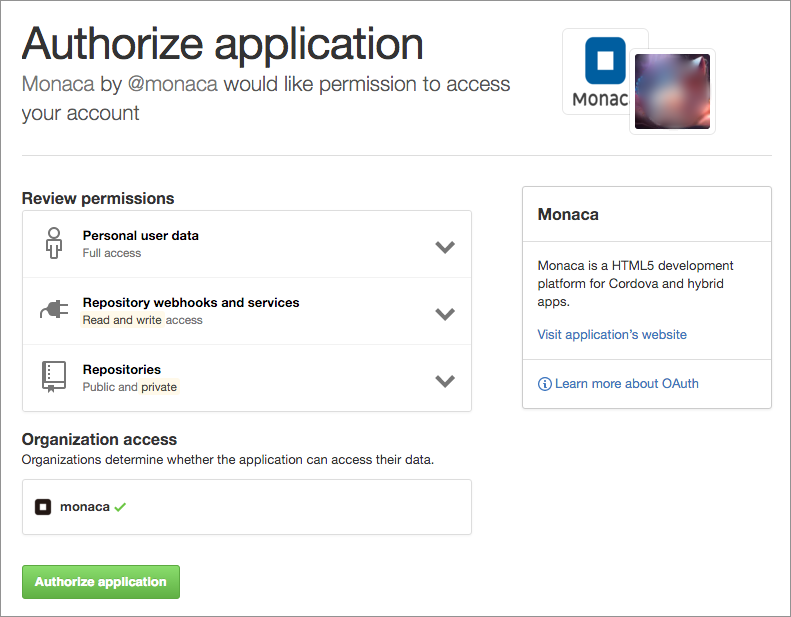 Authorize application
Monaca by @monaca would like permission to access
your account
Monac
Review permissions
Personal user data
Full access
Repository webhooks and services
Read and write access
Repositories
Public and private
Organization access
Organizations determine whether the application can access their data.
monaca
Authorize application
Monaca
Monaca is a HTML5 development
platform for Cordova and hybrid
apps.
Visit application's website
Learn more about OAuth